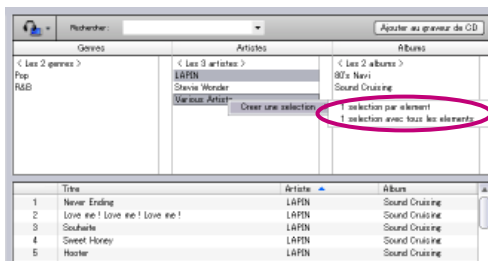 Rechercher: Ajouter au graveur de CD
Genres Artistes Albums
< Les 2 genres > < Les 3 artistes > < Les 2 albums >
Pop LAPIN 80's Navi
R&B Stevie Wonder Sound Cruising
Various Artists Creer une selection 1 selection par element
1 selection avec tous les elements
Titre Artiste Album
1 Never Ending LAPIN Sound Cruising
2 Love me ! Love me ! Love me ! LAPIN Sound Cruising
3 Souhaite LAPIN Sound Cruising
4 Sweet Honey LAPIN Sound Cruising
5 Hooter LAPIN Sound Cruising